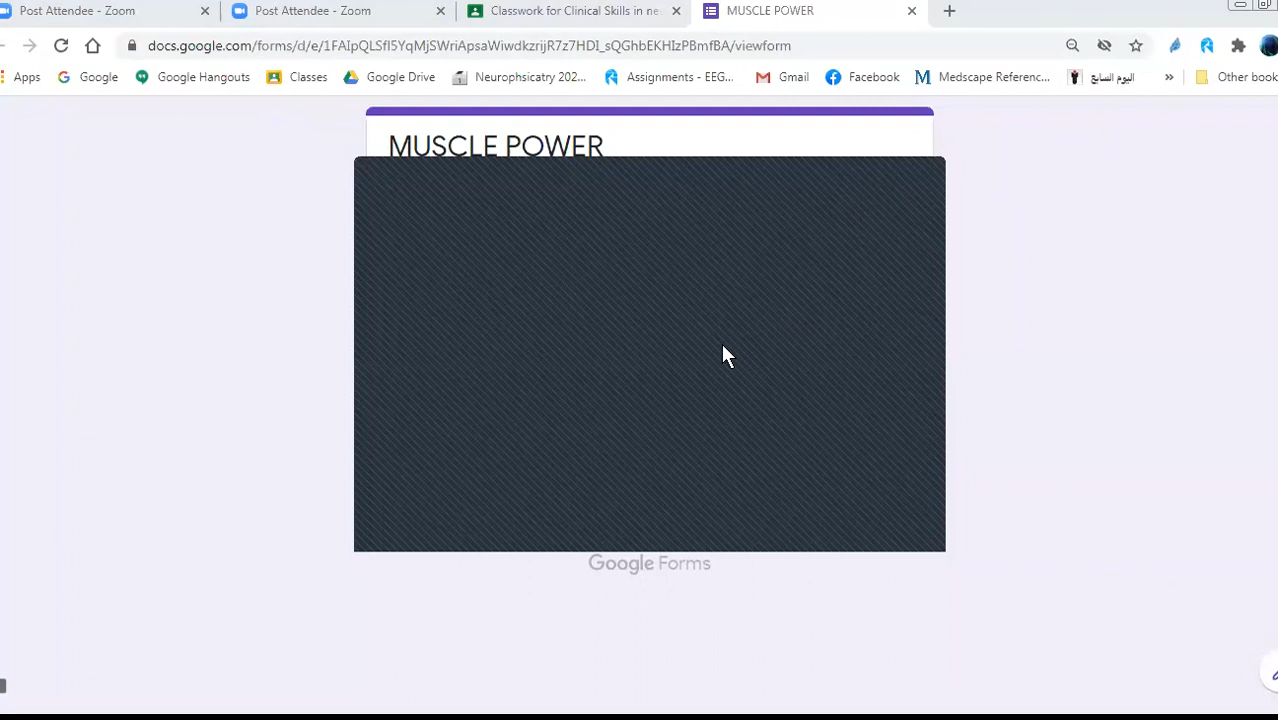 Post Attendee - Zoom
Post Attendee - Zoom
Classwork for Clinical Skills in ne
MUSCLE POWER
docs.google.com/forms/d/e/1FAIpQLSfI5YqMjSWriApsaWiwdkzrijR7z7HDI_sQGhbEKHIzPBmfBA/viewform
Apps
Google
Google Hangouts
Classes
Google Drive
Neurophsicatry 202...
Assignments - EEG...
Gmail
Facebook
Medscape Referenc...
اليوم السابع
»
Other book
MUSCLE POWER
Google Forms